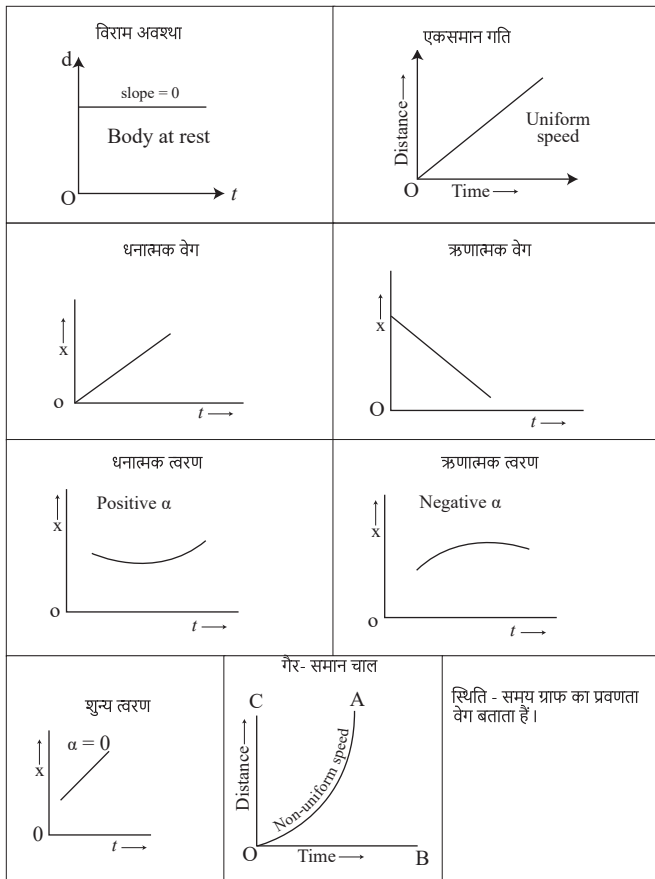 विराम अवश्था
d
slope = 0
Body at rest
O
t
एकसमान गति
Distance
Uniform
speed
O
Time
धनात्मक वेग
x
o
t
ऋणात्मक वेग
x
O
t
धनात्मक त्वरण
Positive α
x
o
t
ऋणात्मक त्वरण
Negative α
x
o
t
शुन्य त्वरण
α = 0
x
0
t
गैर- समान चाल
C
A
Distance
Non-uniform speed
O
Time
B
स्थिति - समय ग्राफ का प्रवणता
वेग बताता हैं ।